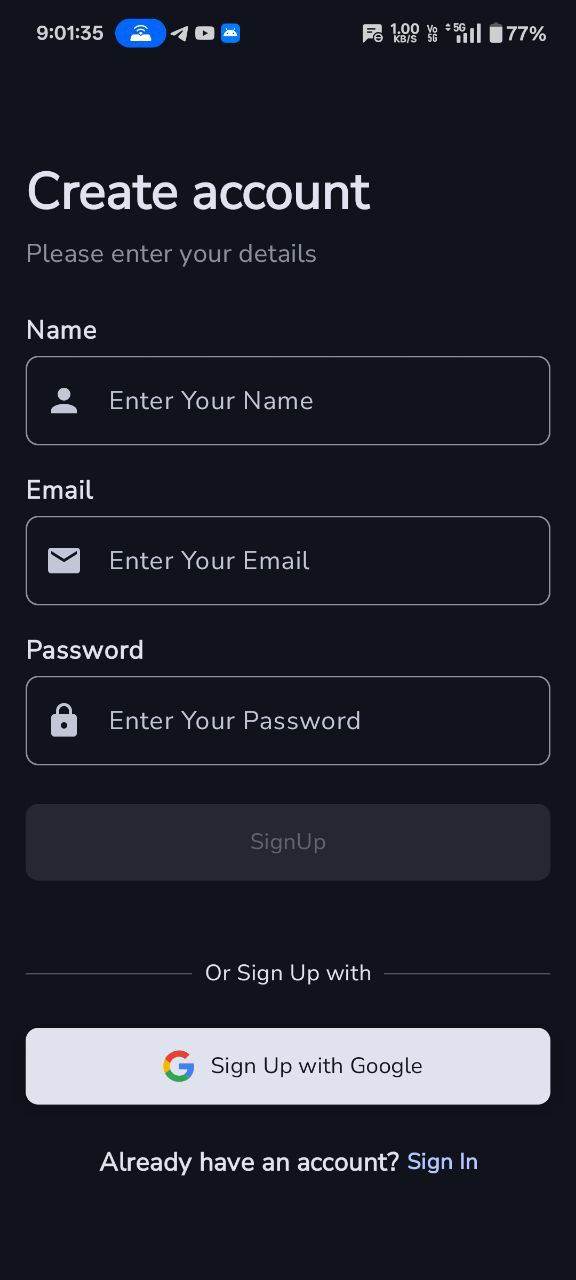 9:01:35 1.00 KB/S Vo 5G 5G 77%
Create account
Please enter your details
Name
Enter Your Name
Email
Enter Your Email
Password
Enter Your Password
SignUp
Or Sign Up with
Sign Up with Google
Already have an account? Sign In